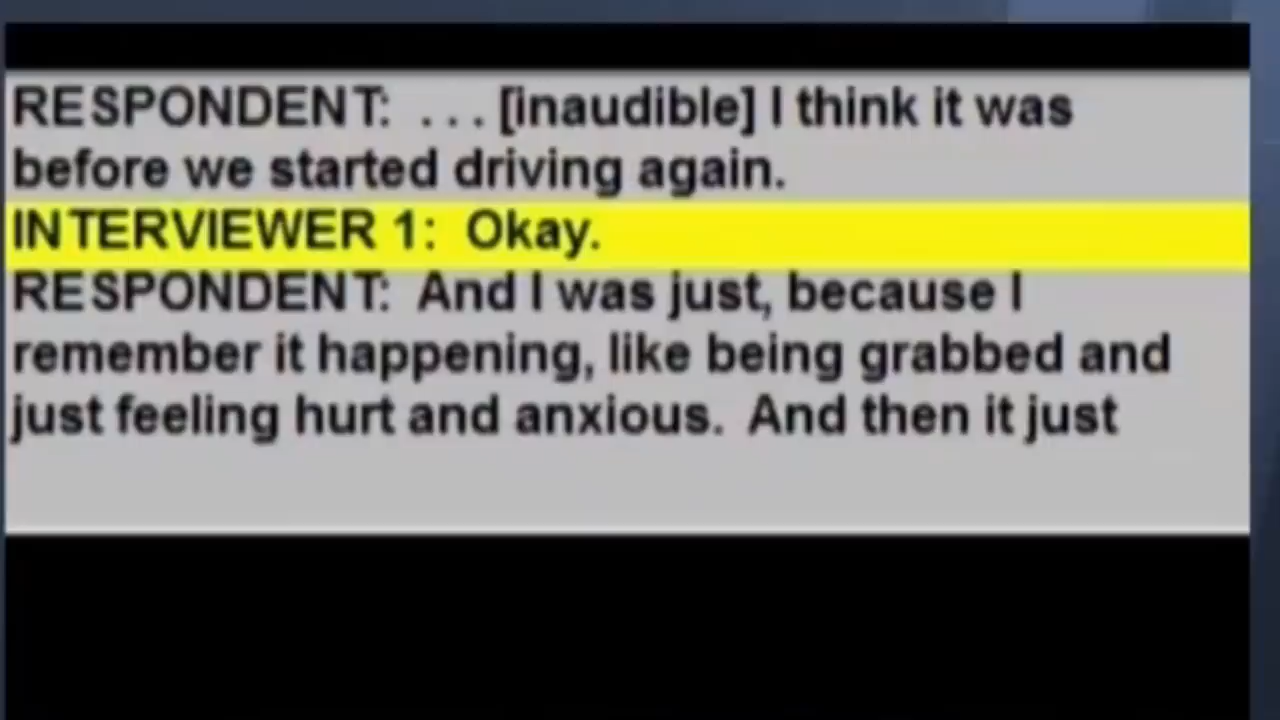 RESPONDENT: . . . [inaudible] I think it was
before we started driving again.
INTERVIEWER 1: Okay.
RESPONDENT: And I was just, because I
remember it happening, like being grabbed and
just feeling hurt and anxious. And then it just